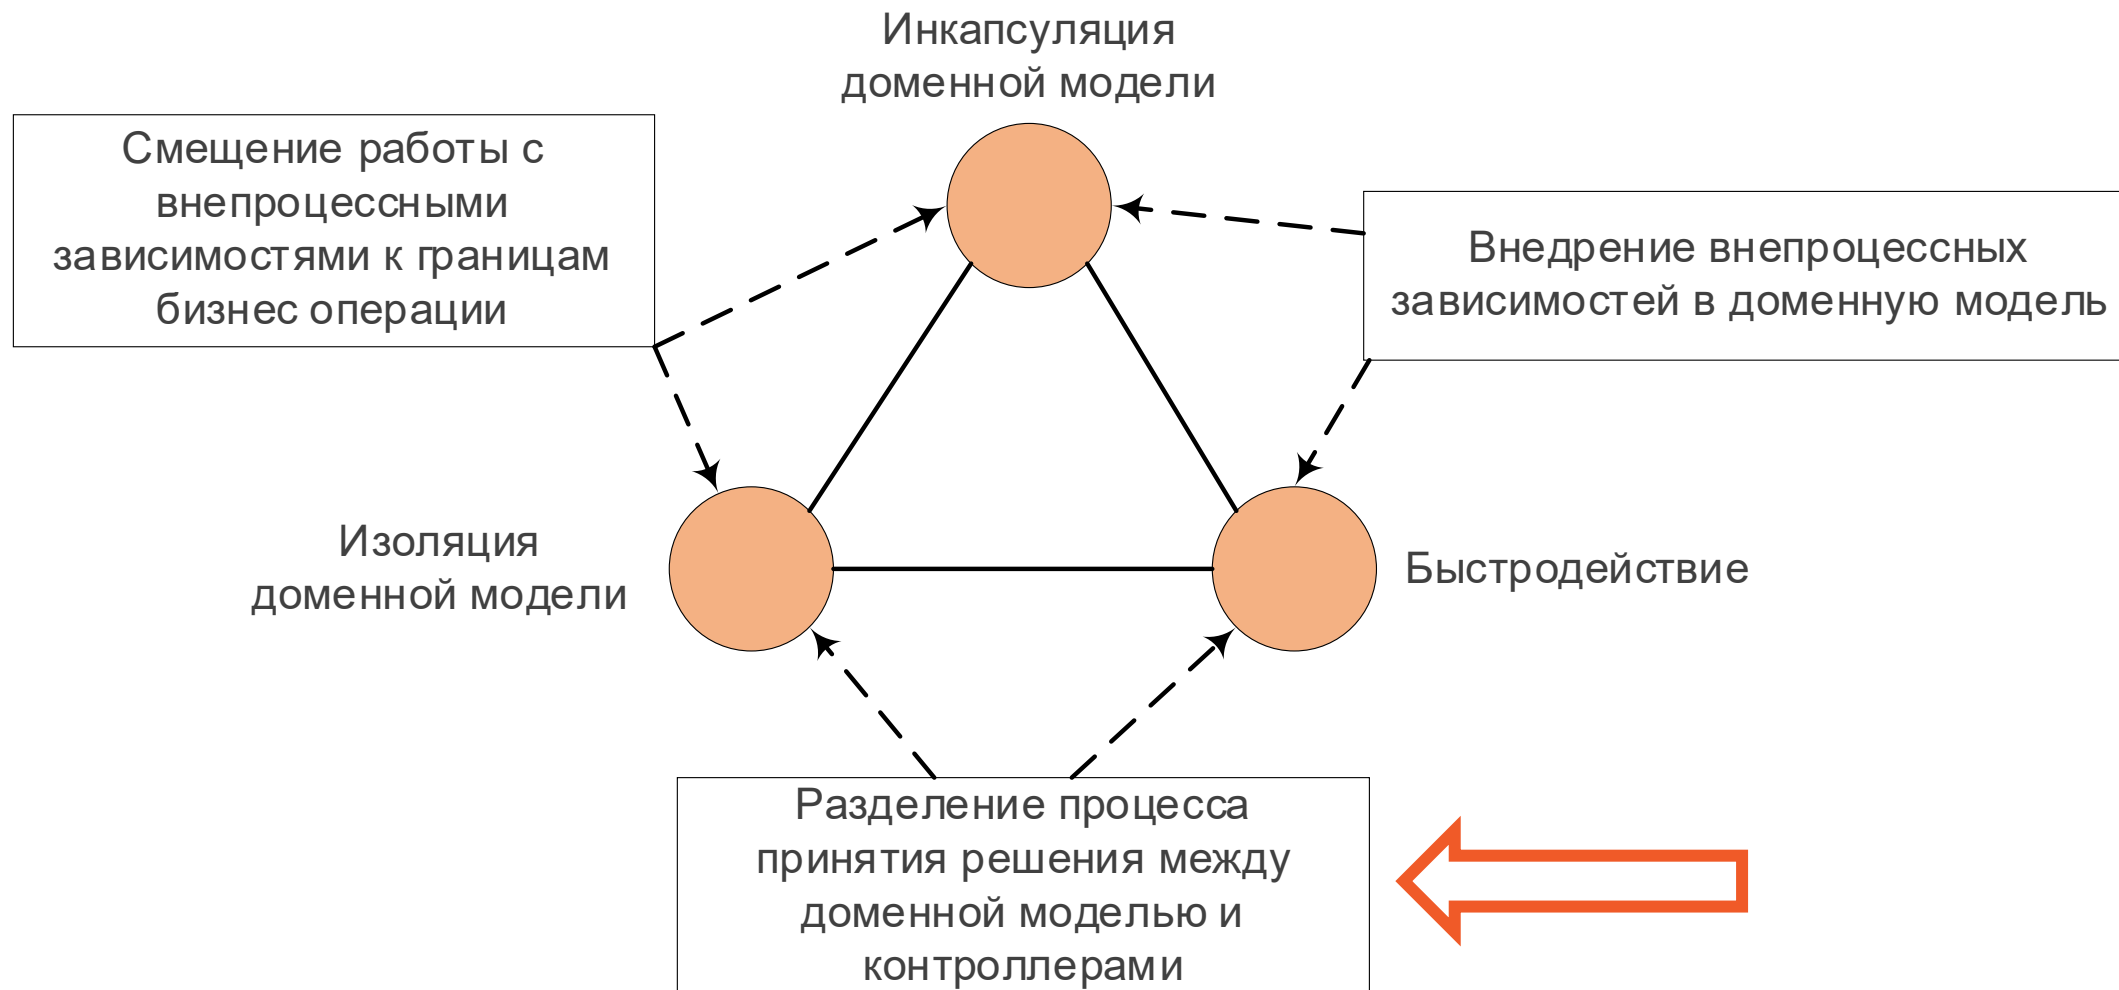 Инкапсуляция
доменной модели
Смещение работы с
внепроцессными
зависимостями к границам
бизнес операции
Внедрение внепроцессных
зависимостей в доменную модель
Изоляция
доменной модели
Быстродействие
Разделение процесса
принятия решения между
доменной моделью и
контроллерами